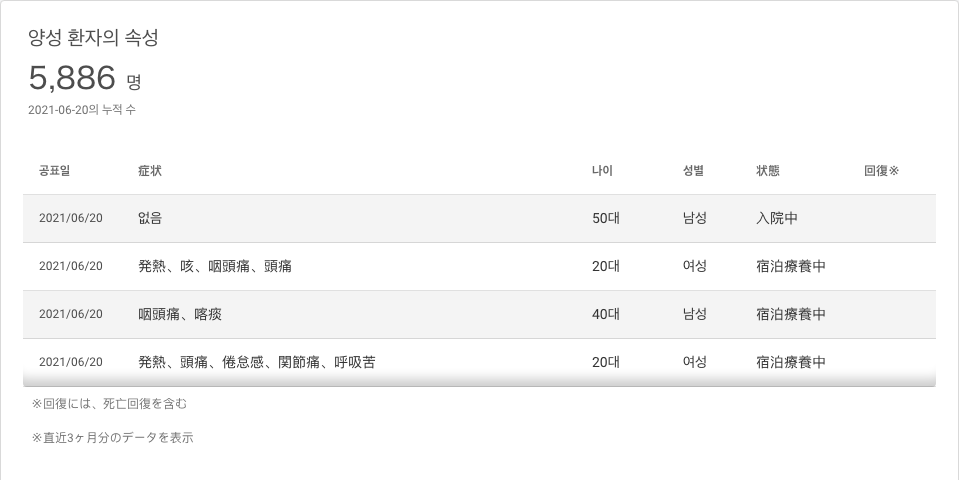 양성 환자의 속성
5,886 명
2021-06-20의 누적 수
공표일 症状 나이 성별 状態 回復※
2021/06/20 없음 50대 남성 入院中
2021/06/20 発熱、咳、咽頭痛、頭痛 20대 여성 宿泊療養中
2021/06/20 咽頭痛、喀痰 40대 남성 宿泊療養中
2021/06/20 発熱、頭痛、倦怠感、関節痛、呼吸苦 20대 여성 宿泊療養中
※回復には、死亡回復を含む
※直近3ヶ月分のデータを表示